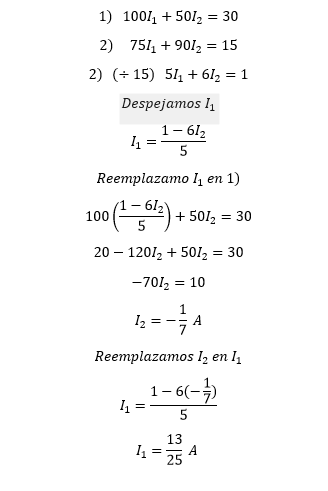 1) 100I₁ + 50I₂ = 30
2) 75I₁ + 90I₂ = 15
2) (÷ 15) 5I₁ + 6I₂ = 1
Despejamos I₁
I₁ = (1 − 6I₂)/5
Reemplazamo I₁ en 1)
100((1 − 6I₂)/5) + 50I₂ = 30
20 − 120I₂ + 50I₂ = 30
−70I₂ = 10
I₂ = −1/7 A
Reemplazamos I₂ en I₁
I₁ = (1 − 6(−1/7))/5
I₁ = 13/25 A